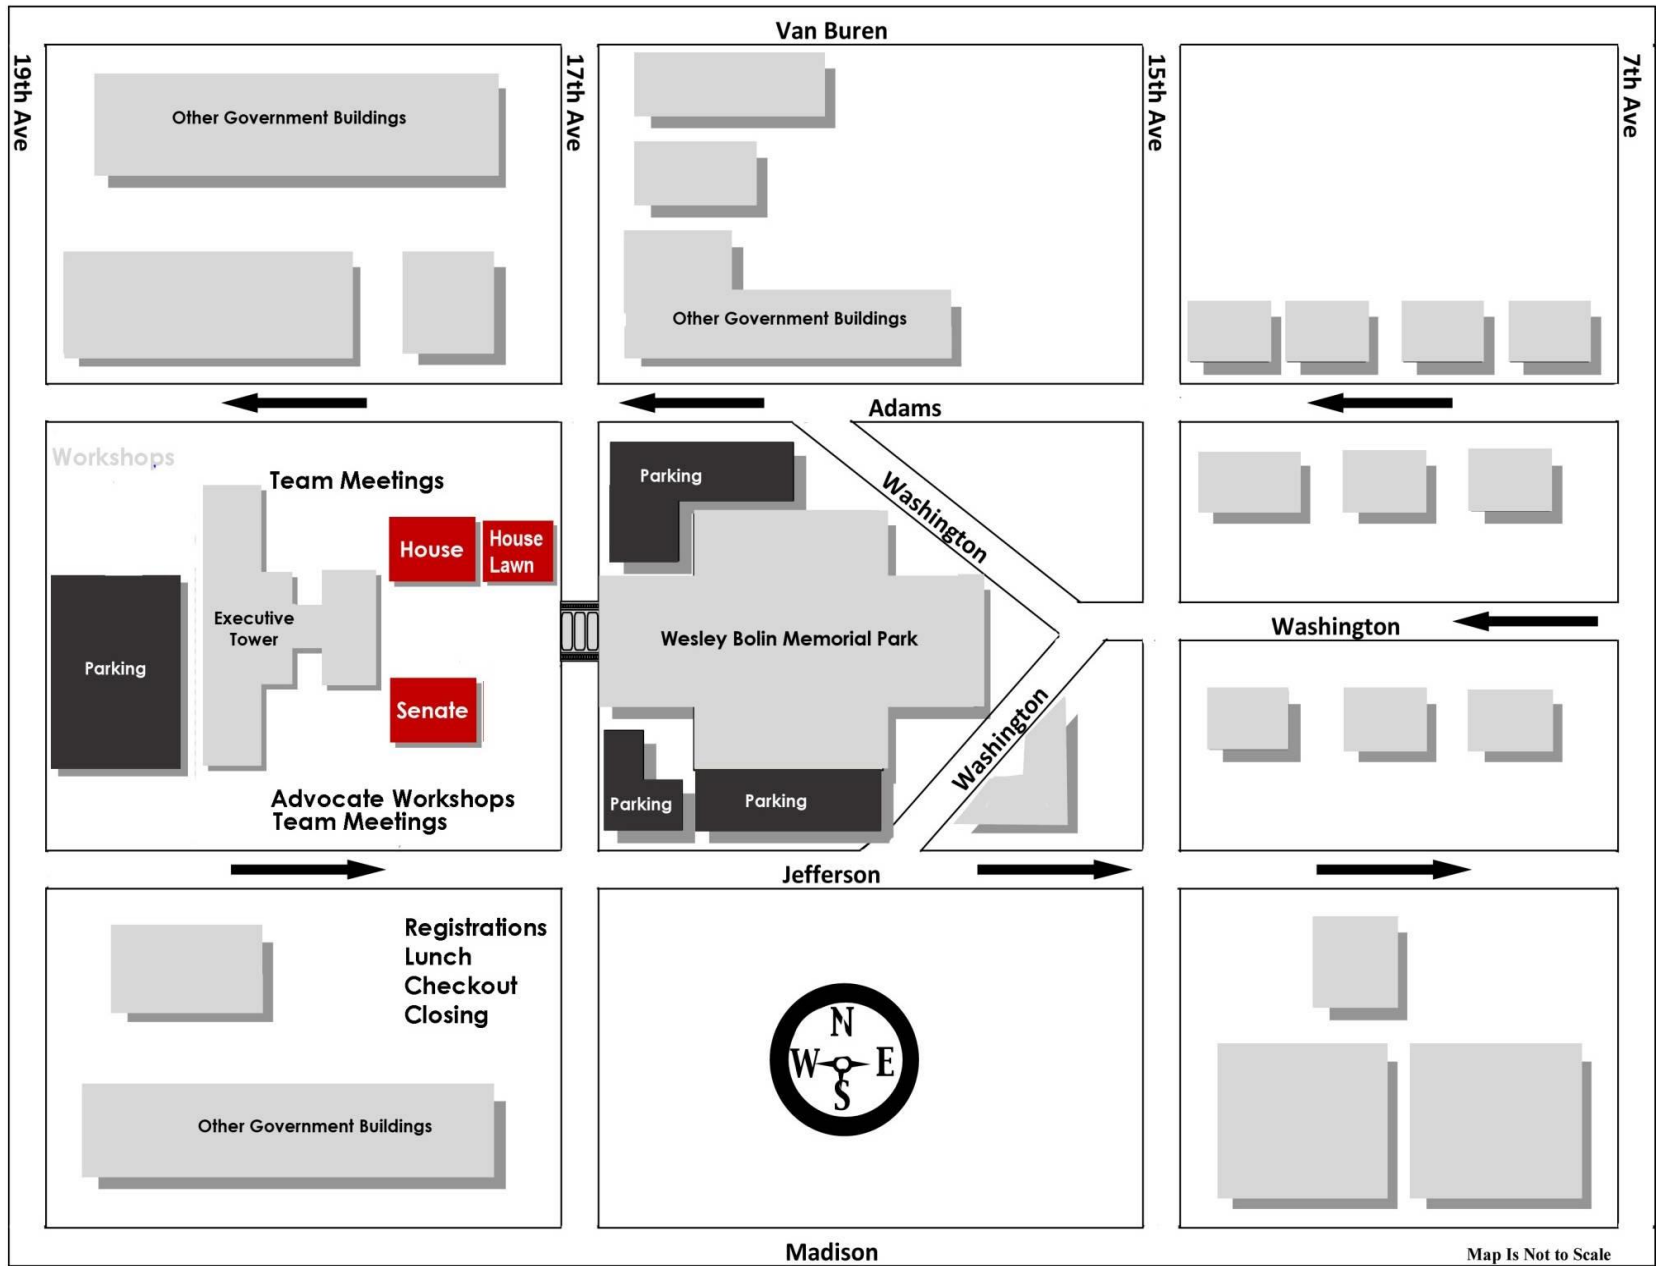 Van Buren
19th Ave
17th Ave
15th Ave
7th Ave
Other Government Buildings
Other Government Buildings
Adams
Workshops
Team Meetings
House
House
Lawn
Executive
Tower
Parking
Senate
Advocate Workshops
Team Meetings
Parking
Wesley Bolin Memorial Park
Parking
Parking
Washington
Washington
Washington
Jefferson
Registrations
Lunch
Checkout
Closing
Other Government Buildings
N
W E
S
Madison
Map Is Not to Scale